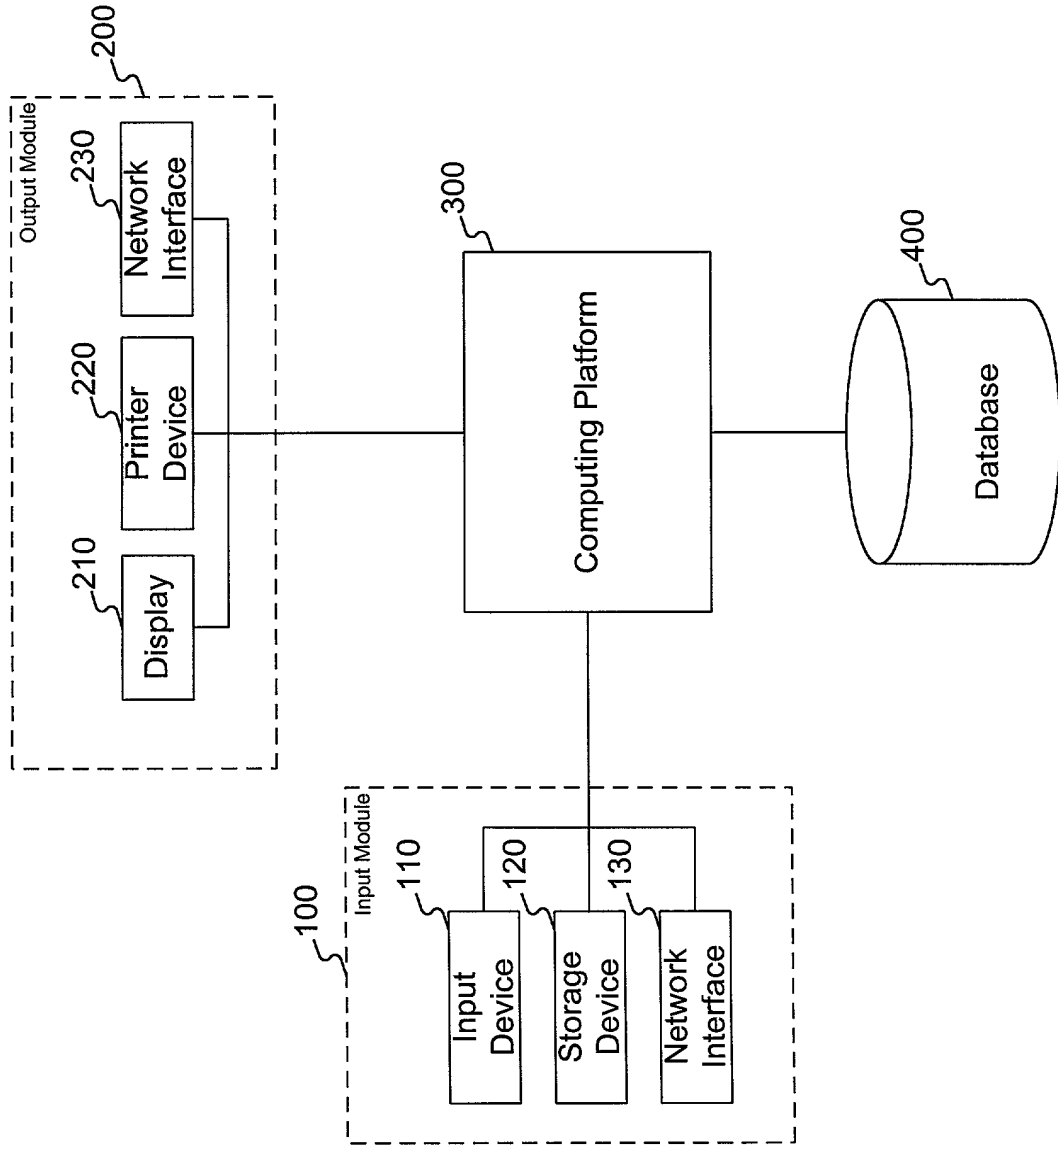 200
Output Module
210
Display
220
Printer
Device
230
Network
Interface
300
Computing Platform
100
Input Module
110
Input
Device
120
Storage
Device
130
Network
Interface
400
Database